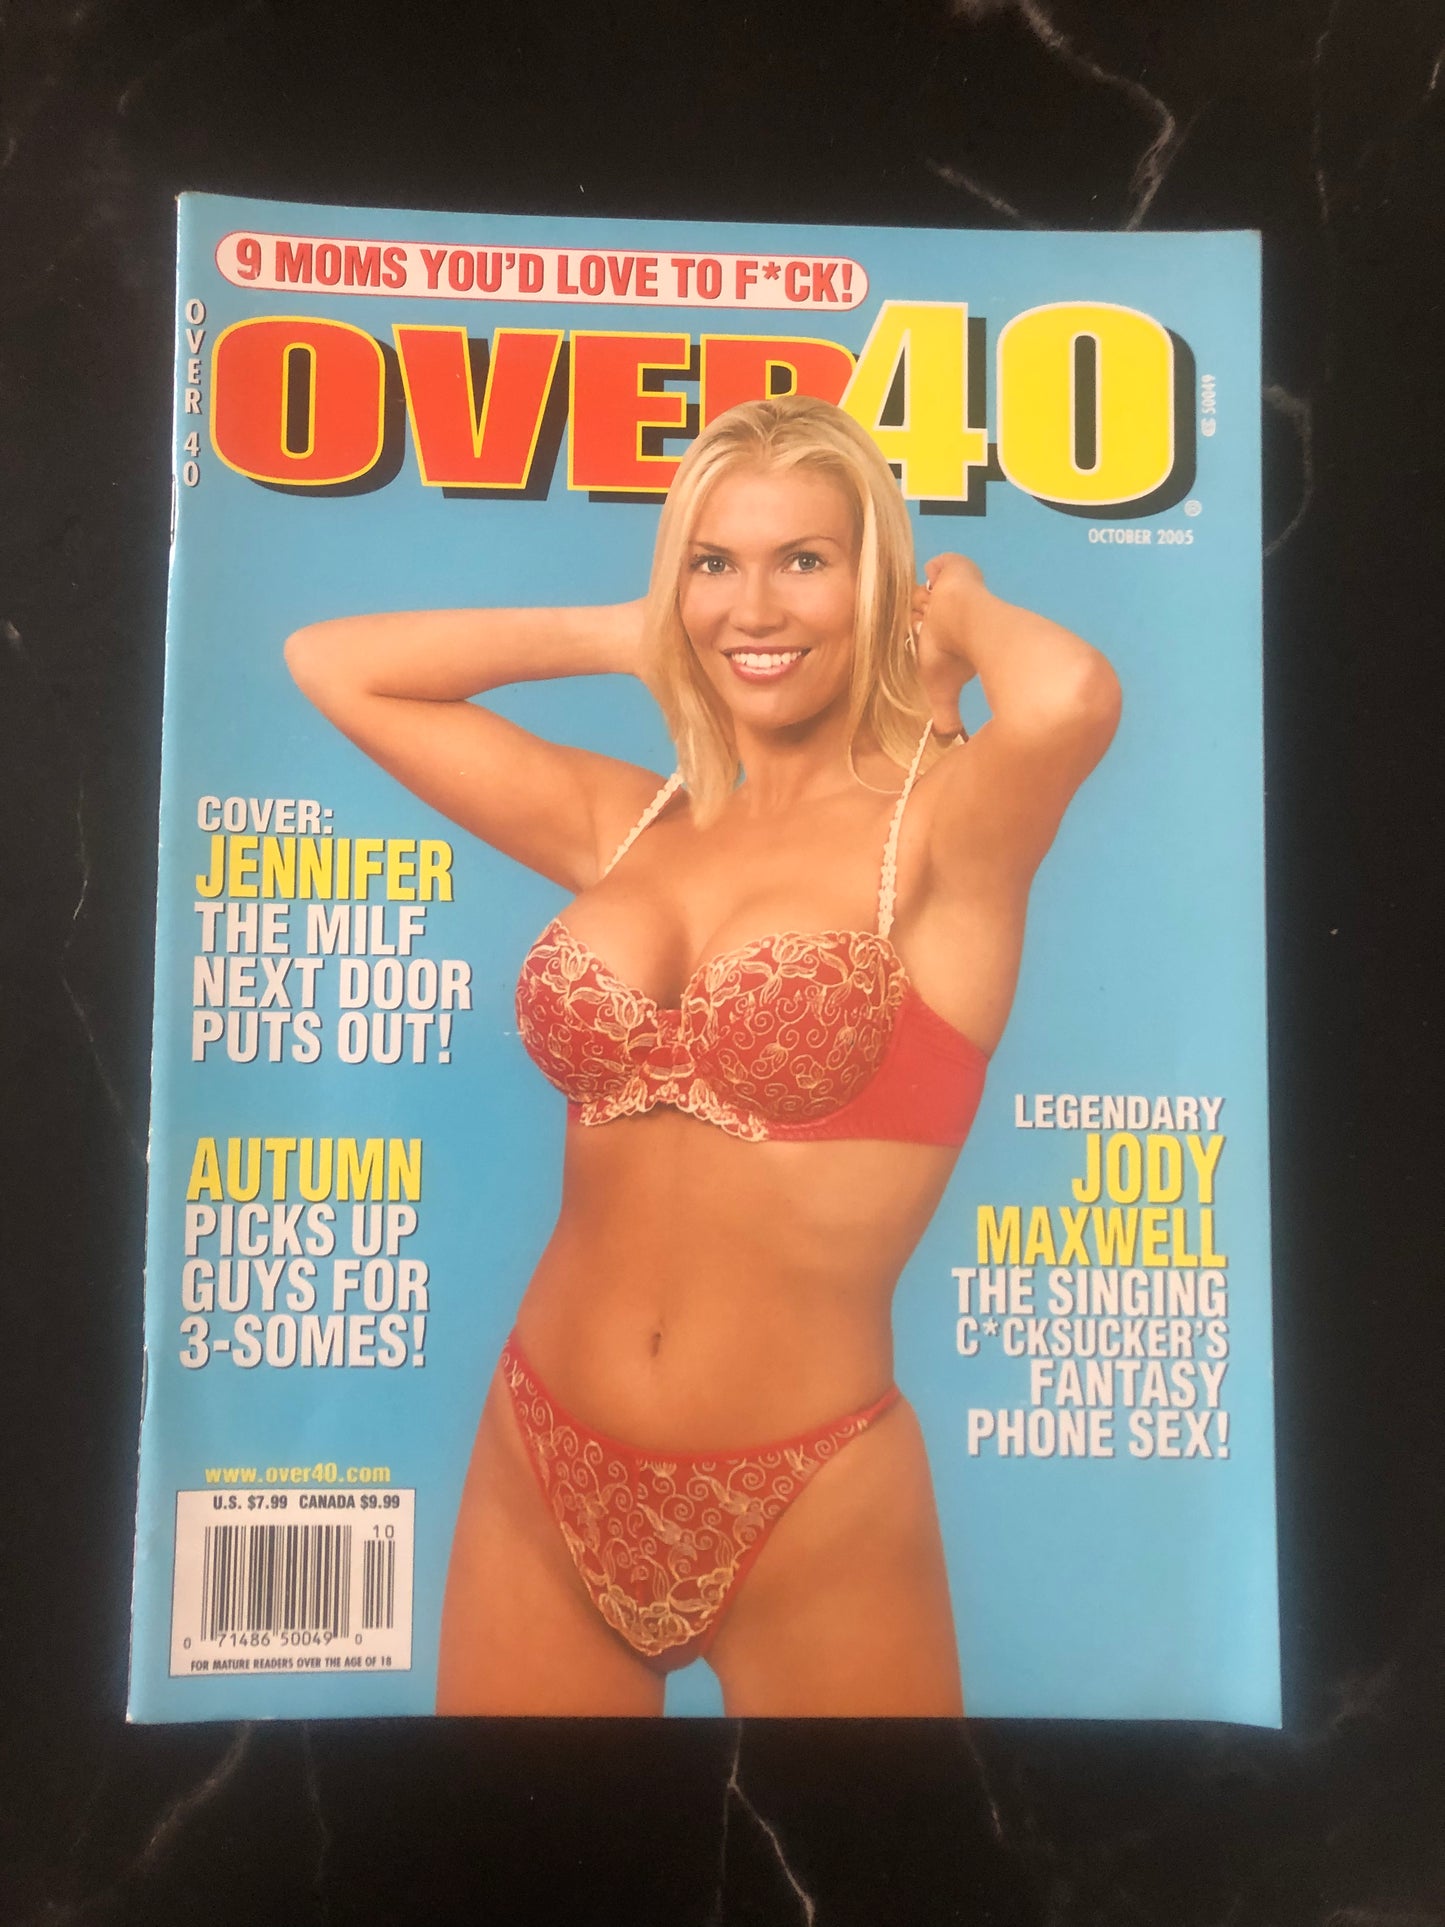 9 MOMS YOU'D LOVE TO F*CK!
OVER 40
OVER40
50049
®
OCTOBER 2005
COVER:
JENNIFER
THE MILF
NEXT DOOR
PUTS OUT!
AUTUMN
PICKS UP
GUYS FOR
3-SOMES!
LEGENDARY
JODY
MAXWELL
THE SINGING
C*CKSUCKER'S
FANTASY
PHONE SEX!
www.over40.com
U.S. $7.99 CANADA $9.99
10
0 71486 50049 0
FOR MATURE READERS OVER THE AGE OF 18